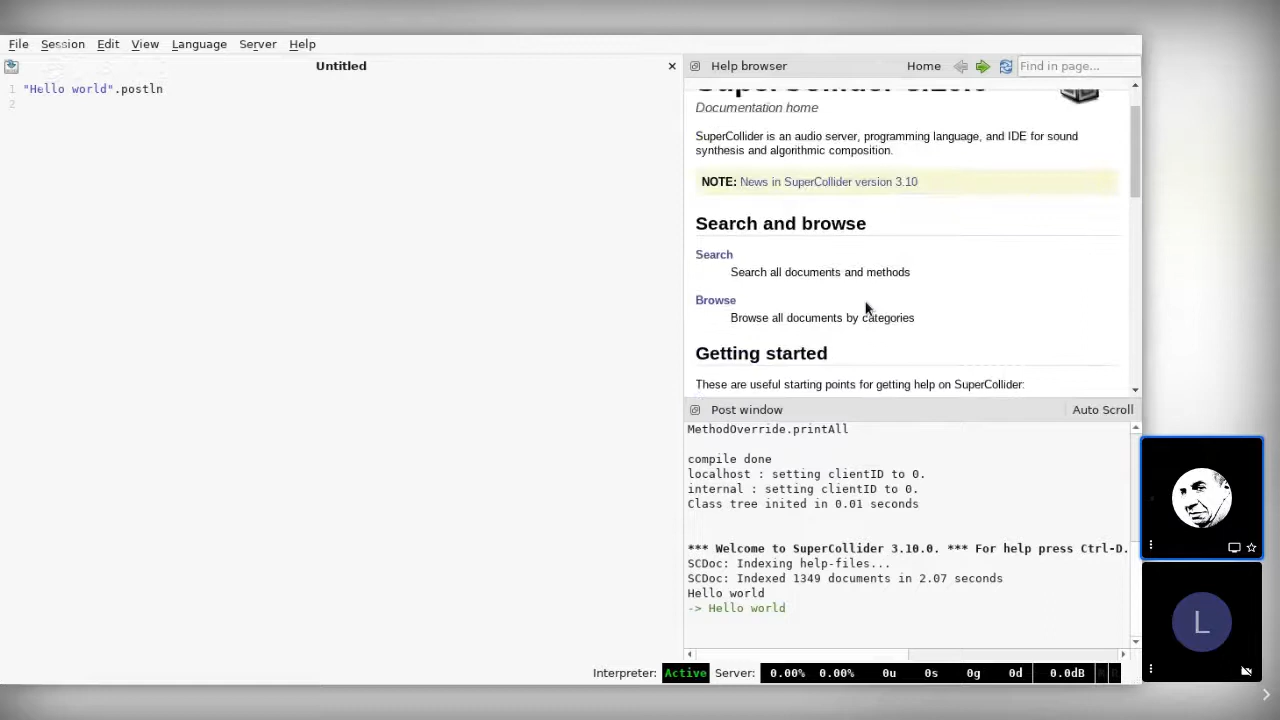 File Session Edit View Language Server Help
Untitled
1 "Hello world".postln
2
Help browser Home Find in page...
Documentation home
SuperCollider is an audio server, programming language, and IDE for sound
synthesis and algorithmic composition.
NOTE: News in SuperCollider version 3.10
Search and browse
Search
Search all documents and methods
Browse
Browse all documents by categories
Getting started
These are useful starting points for getting help on SuperCollider:
Post window Auto Scroll
MethodOverride.printAll
compile done
localhost : setting clientID to 0.
internal : setting clientID to 0.
Class tree inited in 0.01 seconds
*** Welcome to SuperCollider 3.10.0. *** For help press Ctrl-D.
SCDoc: Indexing help-files...
SCDoc: Indexed 1349 documents in 2.07 seconds
Hello world
-> Hello world
Interpreter: Active Server: 0.00% 0.00% 0u 0s 0g 0d 0.0dB
L